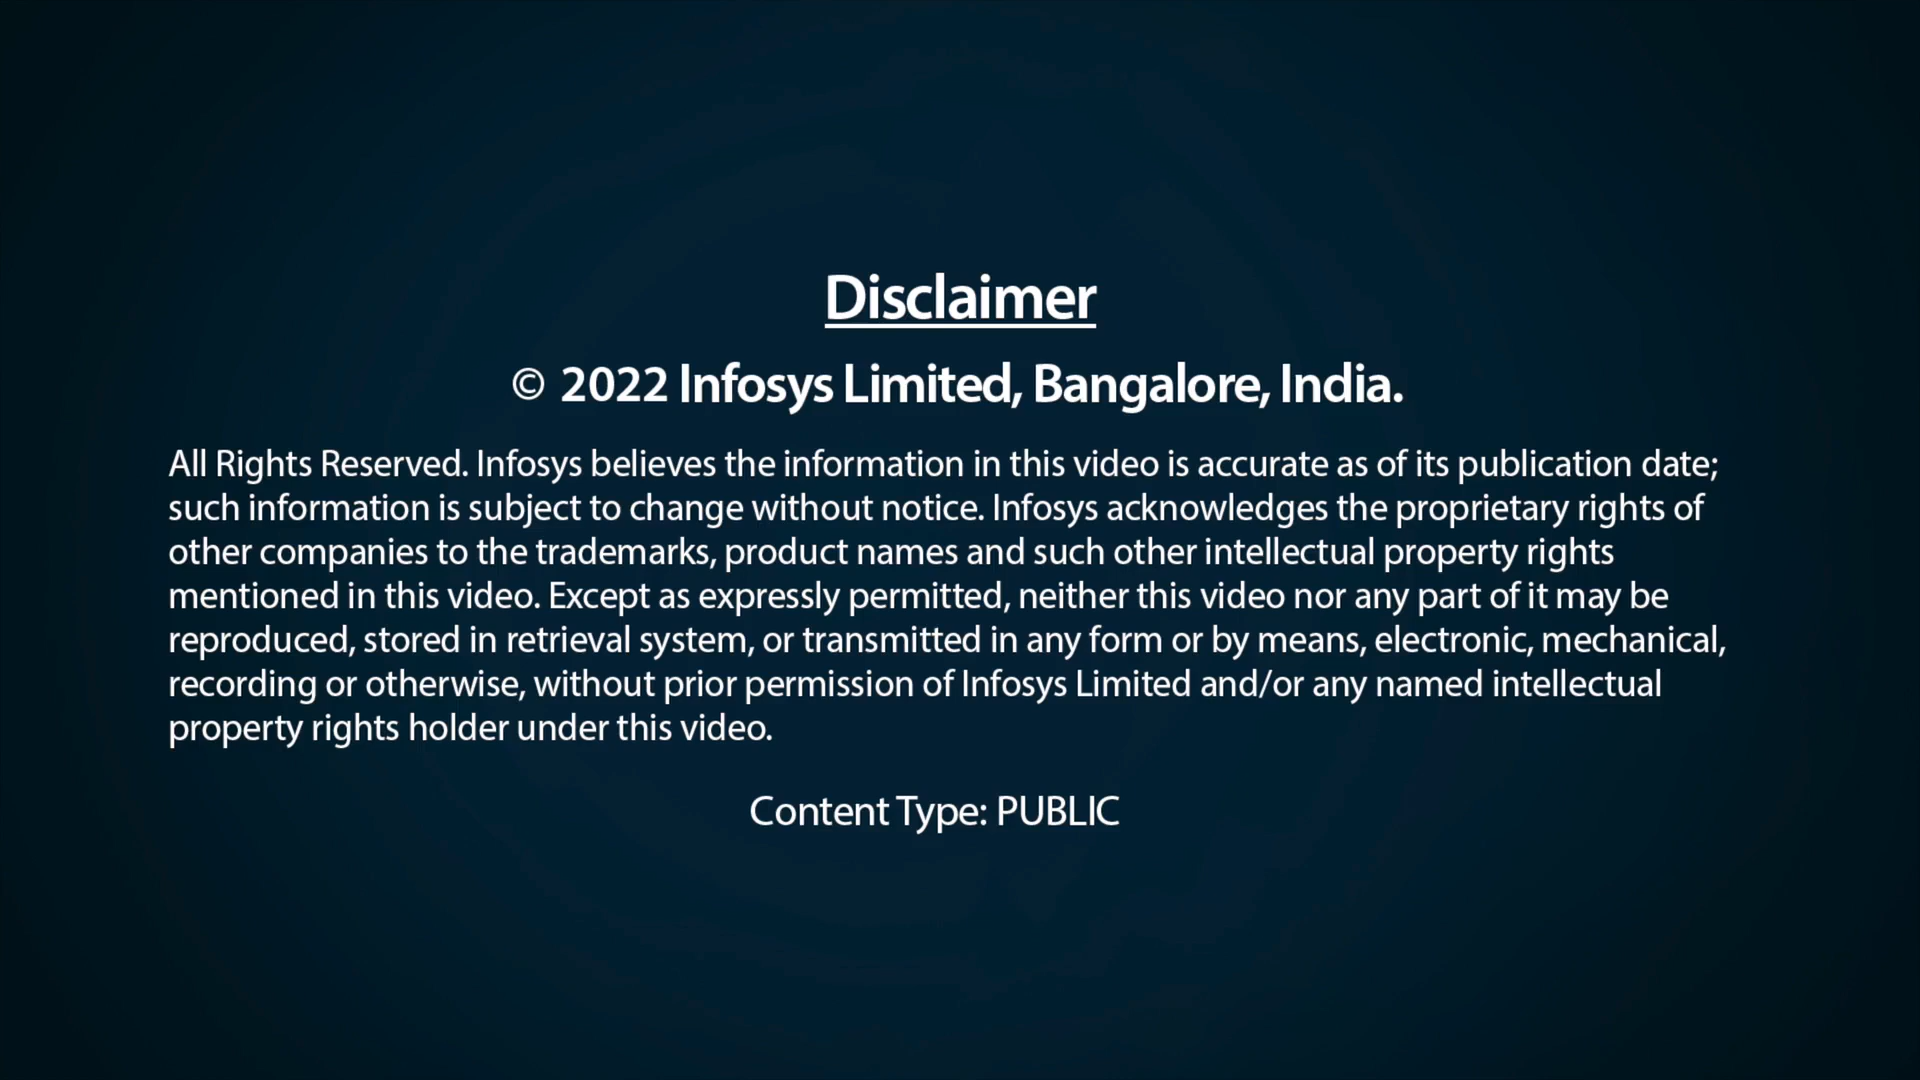 Disclaimer
© 2022 Infosys Limited, Bangalore, India.
All Rights Reserved. Infosys believes the information in this video is accurate as of its publication date;
such information is subject to change without notice. Infosys acknowledges the proprietary rights of
other companies to the trademarks, product names and such other intellectual property rights
mentioned in this video. Except as expressly permitted, neither this video nor any part of it may be
reproduced, stored in retrieval system, or transmitted in any form or by means, electronic, mechanical,
recording or otherwise, without prior permission of Infosys Limited and/or any named intellectual
property rights holder under this video.
Content Type: PUBLIC